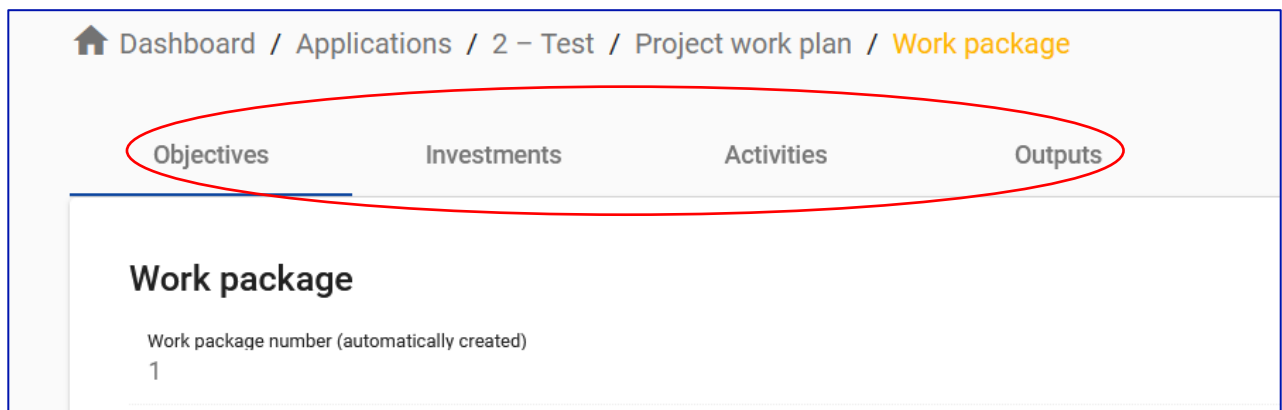 Dashboard / Applications / 2 – Test / Project work plan / Work package
Objectives Investments Activities Outputs
Work package
Work package number (automatically created)
1